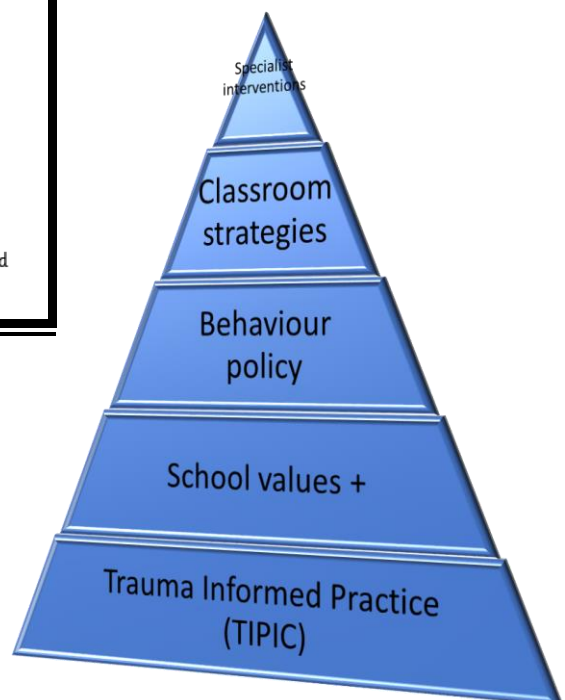 d
Specialist
interventions
Classroom
strategies
Behaviour
policy
School values +
Trauma Informed Practice
(TIPIC)